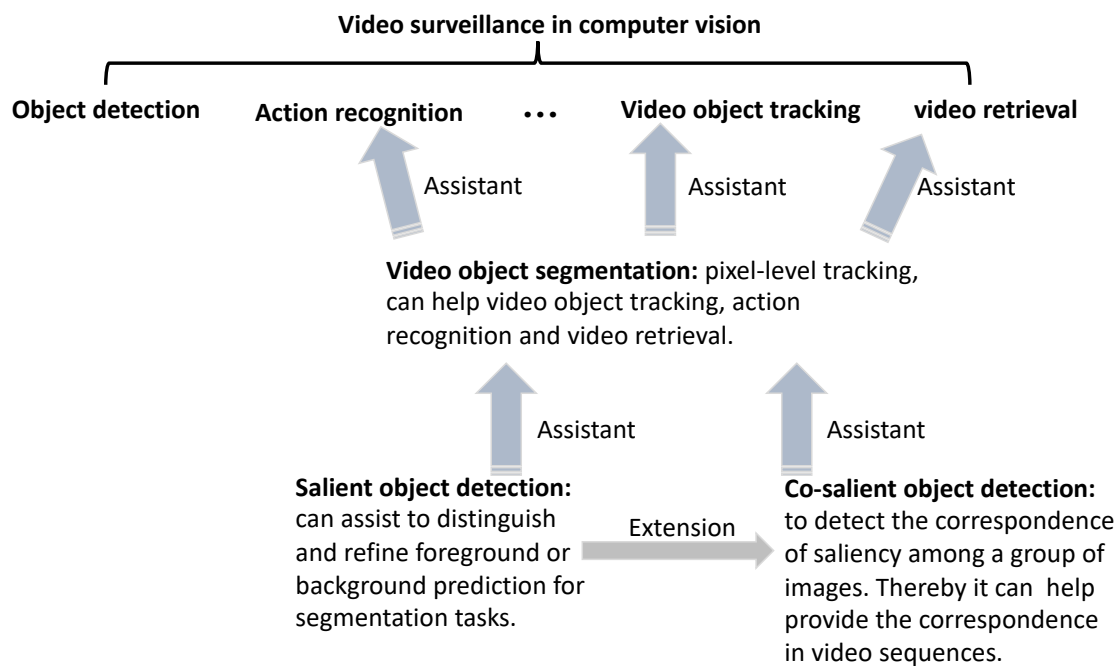 Video surveillance in computer vision
Object detection
Action recognition
...
Video object tracking
video retrieval
Assistant
Assistant
Assistant
Video object segmentation: pixel-level tracking,
can help video object tracking, action
recognition and video retrieval.
Assistant
Assistant
Salient object detection:
can assist to distinguish
and refine foreground or
background prediction for
segmentation tasks.
Extension
Co-salient object detection:
to detect the correspondence
of saliency among a group of
images. Thereby it can  help
provide the correspondence
in video sequences.